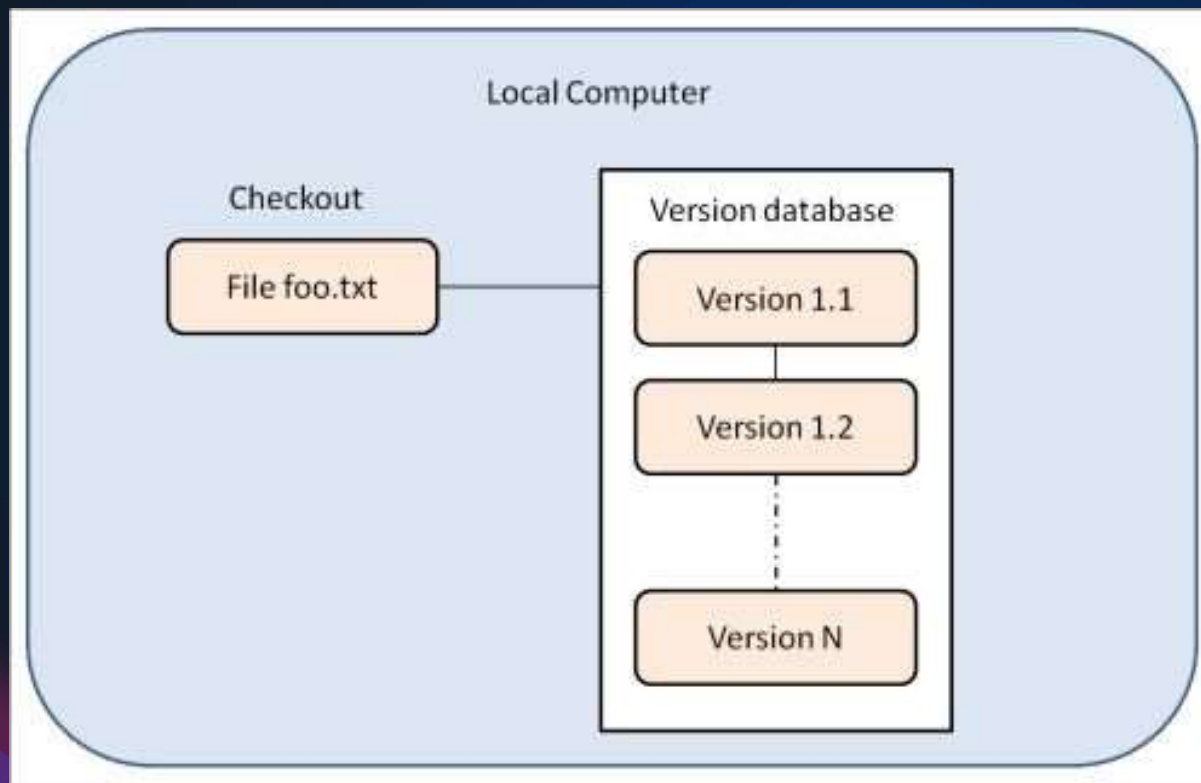 Local Computer
Checkout
File foo.txt
Version database
Version 1.1
Version 1.2
Version N